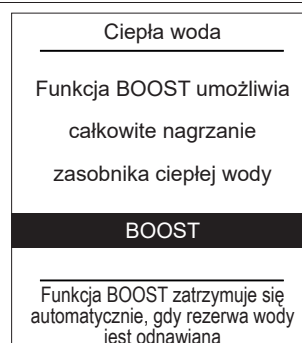 Ciepła woda
Funkcja BOOST umożliwia
całkowite nagrzanie
zasobnika ciepłej wody
BOOST
Funkcja BOOST zatrzymuje się
automatycznie, gdy rezerwa wody
jest odnawiana